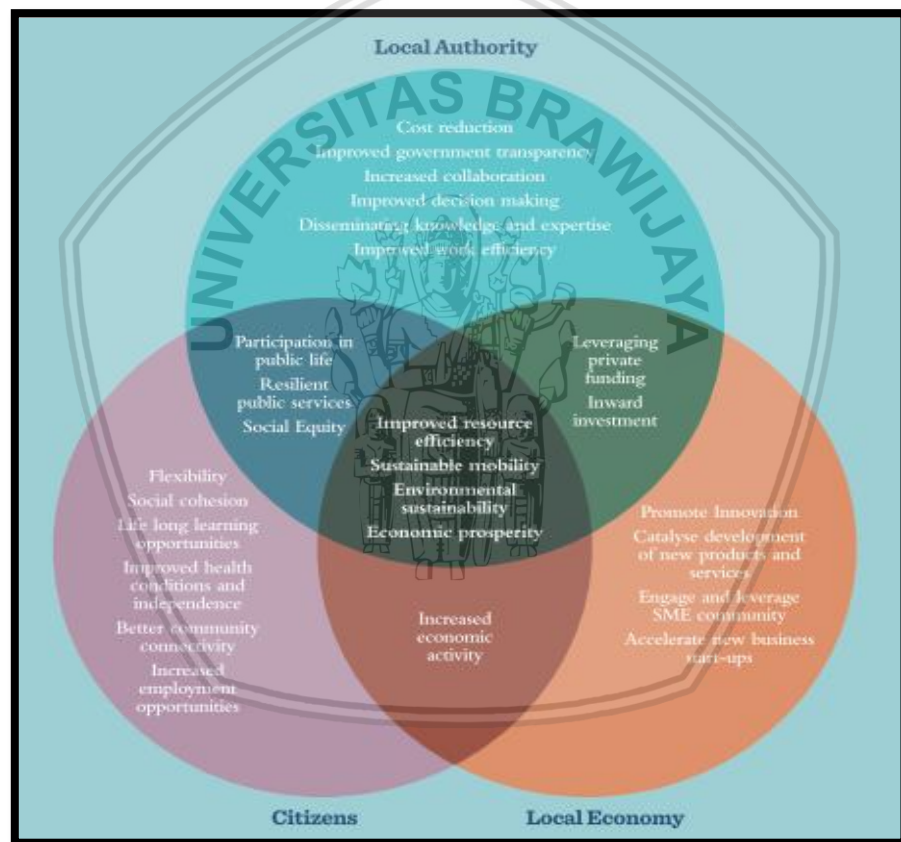 Local Authority
UNIVERSITAS BRAWIJAYA
Cost reduction
Improved government transparency
Increased collaboration
Improved decision making
Disseminating knowledge and expertise
Improved work efficiency
Participation in
public life
Resilient
public services
Social Equity
Leveraging
private
funding
Inward
investment
Improved resource
efficiency
Sustainable mobility
Environmental
sustainability
Economic prosperity
Flexibility
Social cohesion
Life long learning
opportunities
Improved health
conditions and
independence
Better community
connectivity
Increased
employment
opportunities
Promote Innovation
Catalyse development
of new products and
services
Engage and leverage
SME community
Accelerate new business
start-ups
Increased
economic
activity
Citizens
Local Economy